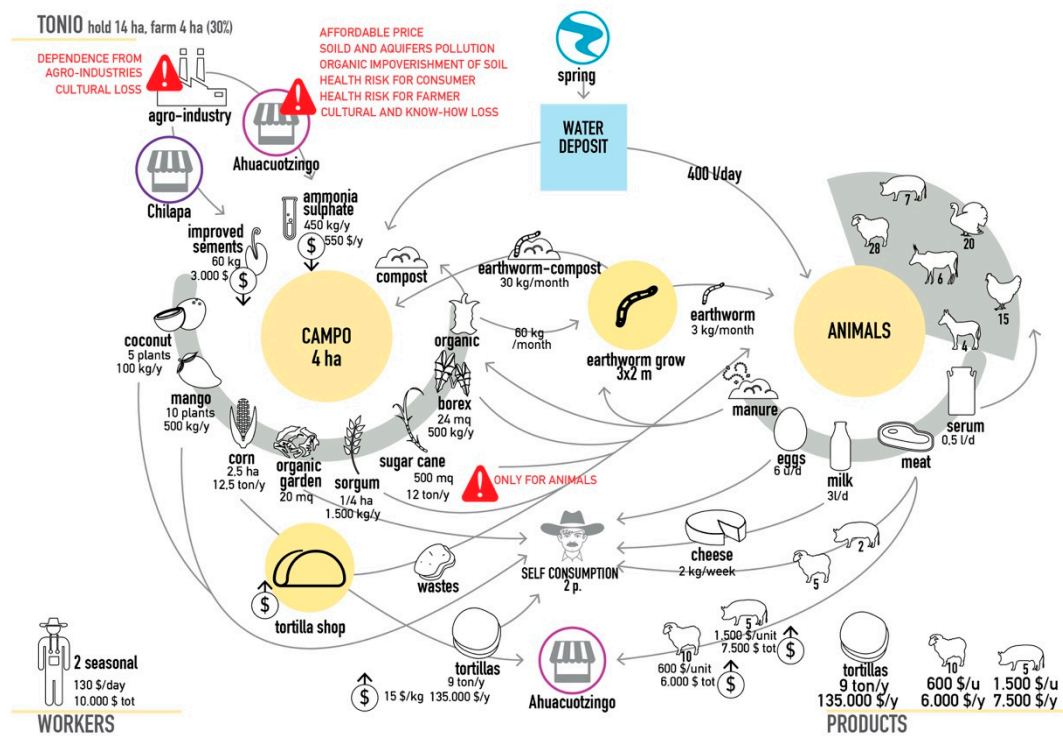 TONIO hold 14 ha, farm 4 ha (30%)
DEPENDENCE FROM
AGRO-INDUSTRIES
CULTURAL LOSS
agro-industry
AFFORDABLE PRICE
SOILD AND AQUIFERS POLLUTION
ORGANIC IMPOVERISHMENT OF SOIL
HEALTH RISK FOR CONSUMER
HEALTH RISK FOR FARMER
CULTURAL AND KNOW-HOW LOSS
Ahuacuotzingo
Chilapa
spring
WATER
DEPOSIT
400 l/day
improved
sements
60 kg
3.000 $
$
ammonia
sulphate
450 kg/y
550 $/y
$
compost
earthworm-compost
30 kg/month
earthworm
3 kg/month
60 kg
/month
earthworm grow
3x2 m
CAMPO
4 ha
ANIMALS
7
20
28
6
15
4
coconut
5 plants
100 kg/y
mango
10 plants
500 kg/y
corn
2,5 ha
12,5 ton/y
organic
garden
20 mq
sorgum
1/4 ha
1.500 kg/y
sugar cane
500 mq
12 ton/y
borex
24 mq
500 kg/y
organic
ONLY FOR ANIMALS
manure
eggs
6 d/d
milk
3l/d
meat
serum
0,5 l/d
cheese
2 kg/week
2
5
SELF CONSUMPTION
2 p.
wastes
tortilla shop
$
tortillas
9 ton/y
135.000 $/y
$
15 $/kg
Ahuacuotzingo
10
600 $/unit
6.000 $ tot
$
5
1.500 $/unit
7.500 $ tot
$
2 seasonal
130 $/day
10.000 $ tot
WORKERS
tortillas
9 ton/y
135.000 $/y
10
600 $/u
6.000 $/y
5
1.500 $/u
7.500 $/y
PRODUCTS